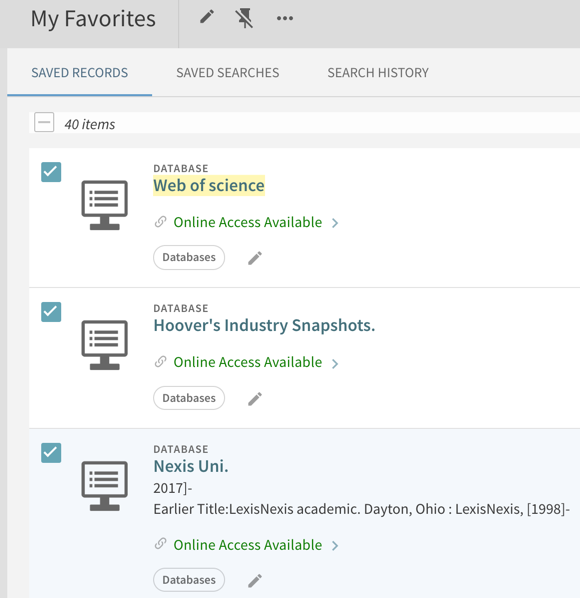 My Favorites
SAVED RECORDS SAVED SEARCHES SEARCH HISTORY
40 items
DATABASE
Web of science
Online Access Available
Databases
DATABASE
Hoover's Industry Snapshots.
Online Access Available
Databases
DATABASE
Nexis Uni.
2017]-
Earlier Title:LexisNexis academic. Dayton, Ohio : LexisNexis, [1998]-
Online Access Available
Databases